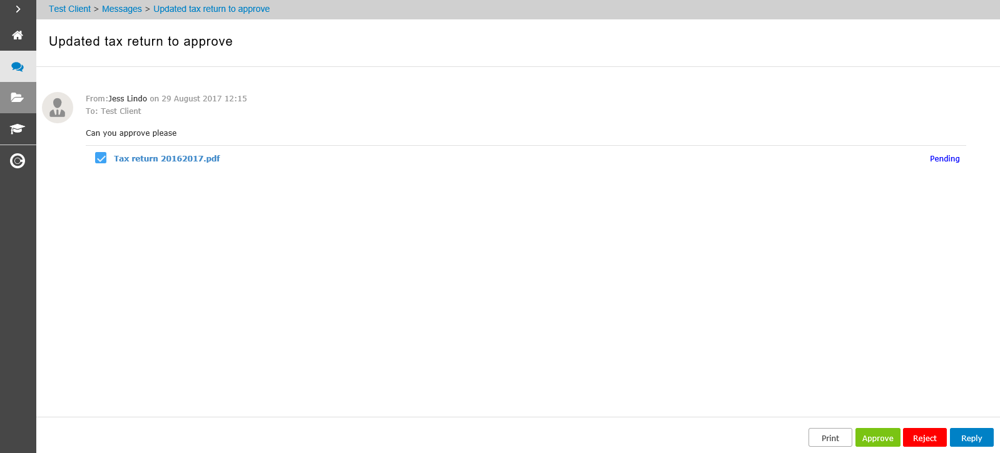 Test Client > Messages > Updated tax return to approve
Updated tax return to approve
From:Jess Lindo on 29 August 2017 12:15
To: Test Client
Can you approve please
Tax return 20162017.pdf Pending
Print Approve Reject Reply